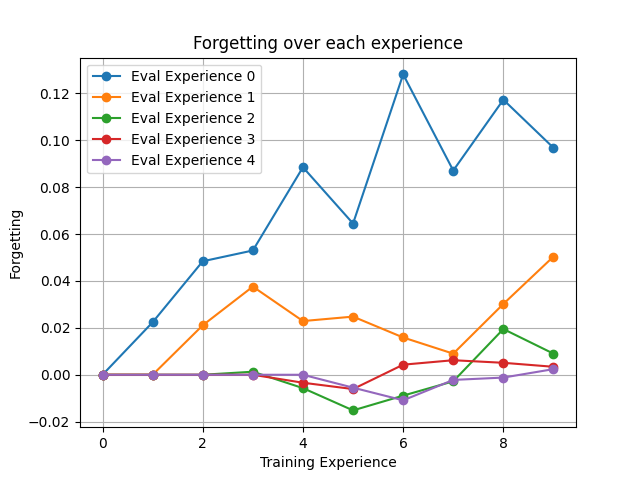 Forgetting over each experience
Eval Experience 0
Eval Experience 1
Eval Experience 2
Eval Experience 3
Eval Experience 4
Forgetting
0.12
0.10
0.08
0.06
0.04
0.02
0.00
−0.02
0 2 4 6 8
Training Experience